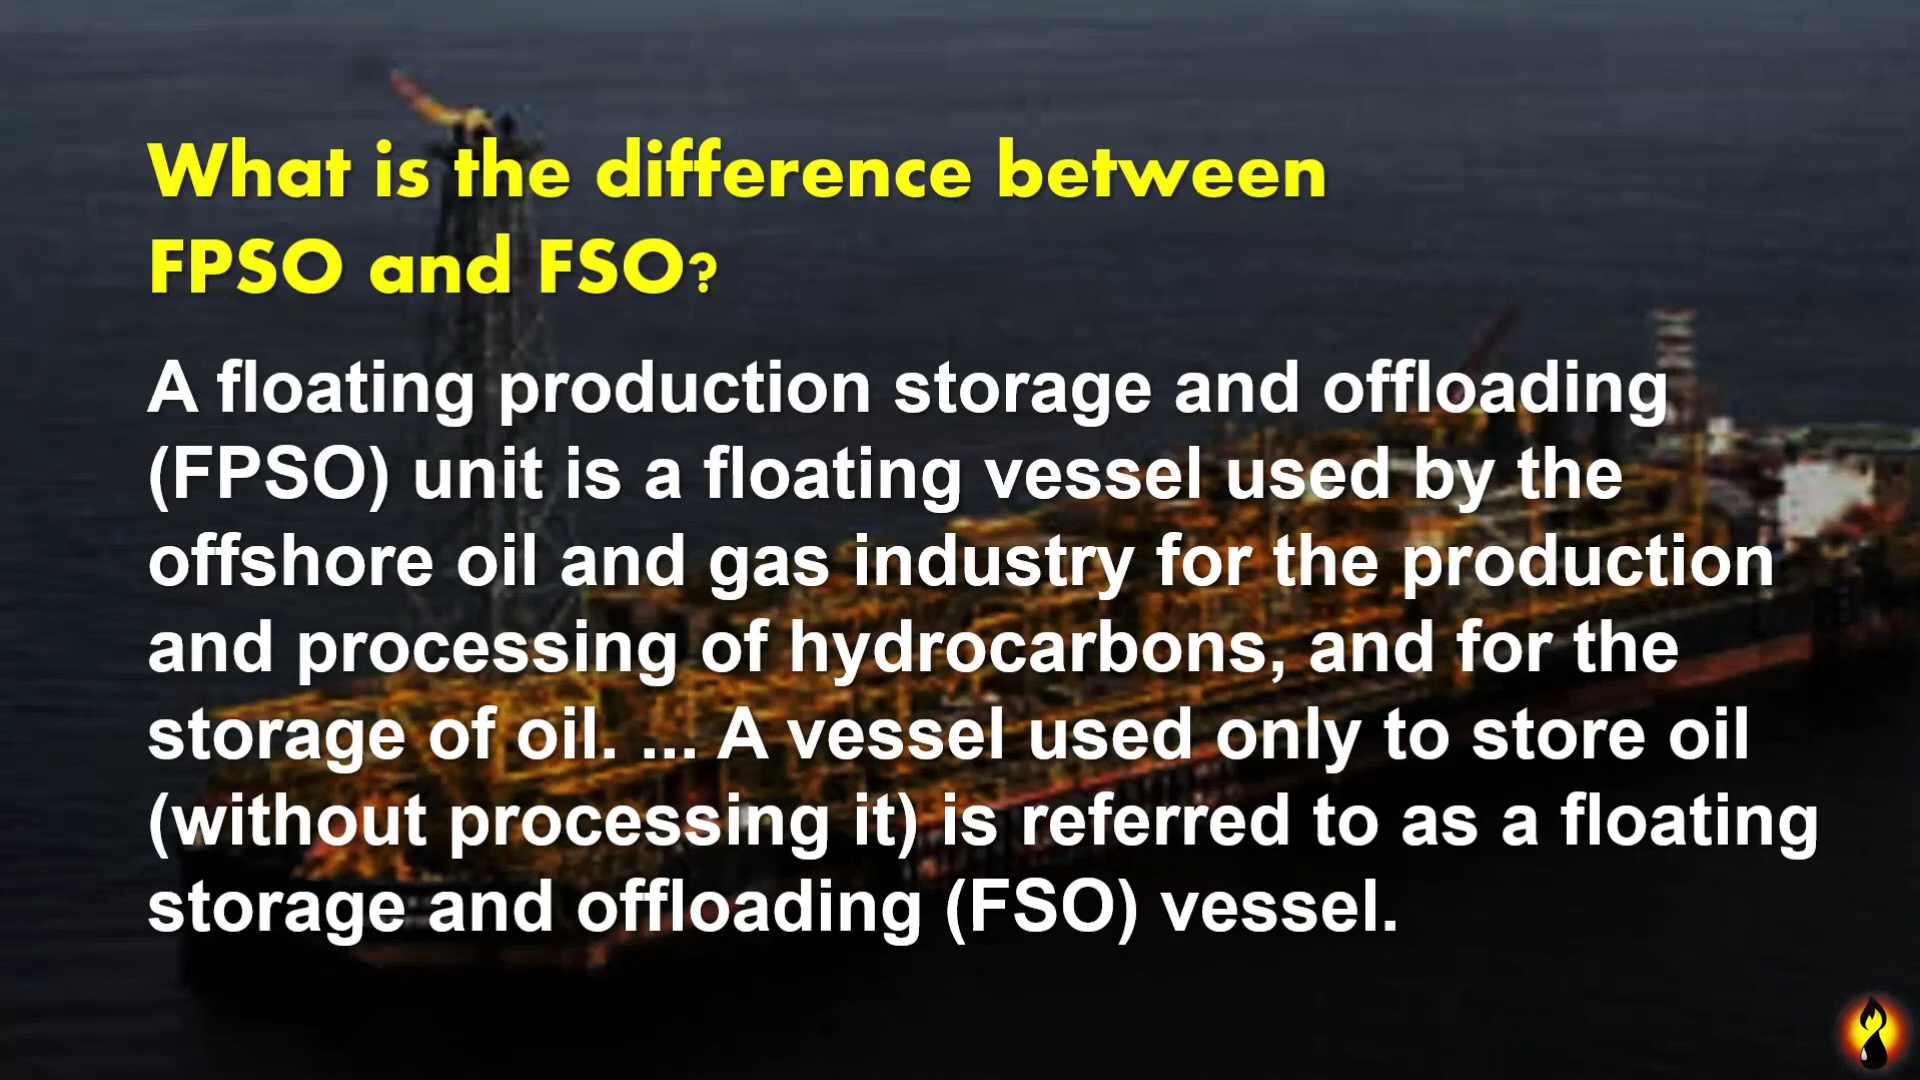 What is the difference between
FPSO and FSO?
A floating production storage and offloading
(FPSO) unit is a floating vessel used by the
offshore oil and gas industry for the production
and processing of hydrocarbons, and for the
storage of oil. ... A vessel used only to store oil
(without processing it) is referred to as a floating
storage and offloading (FSO) vessel.